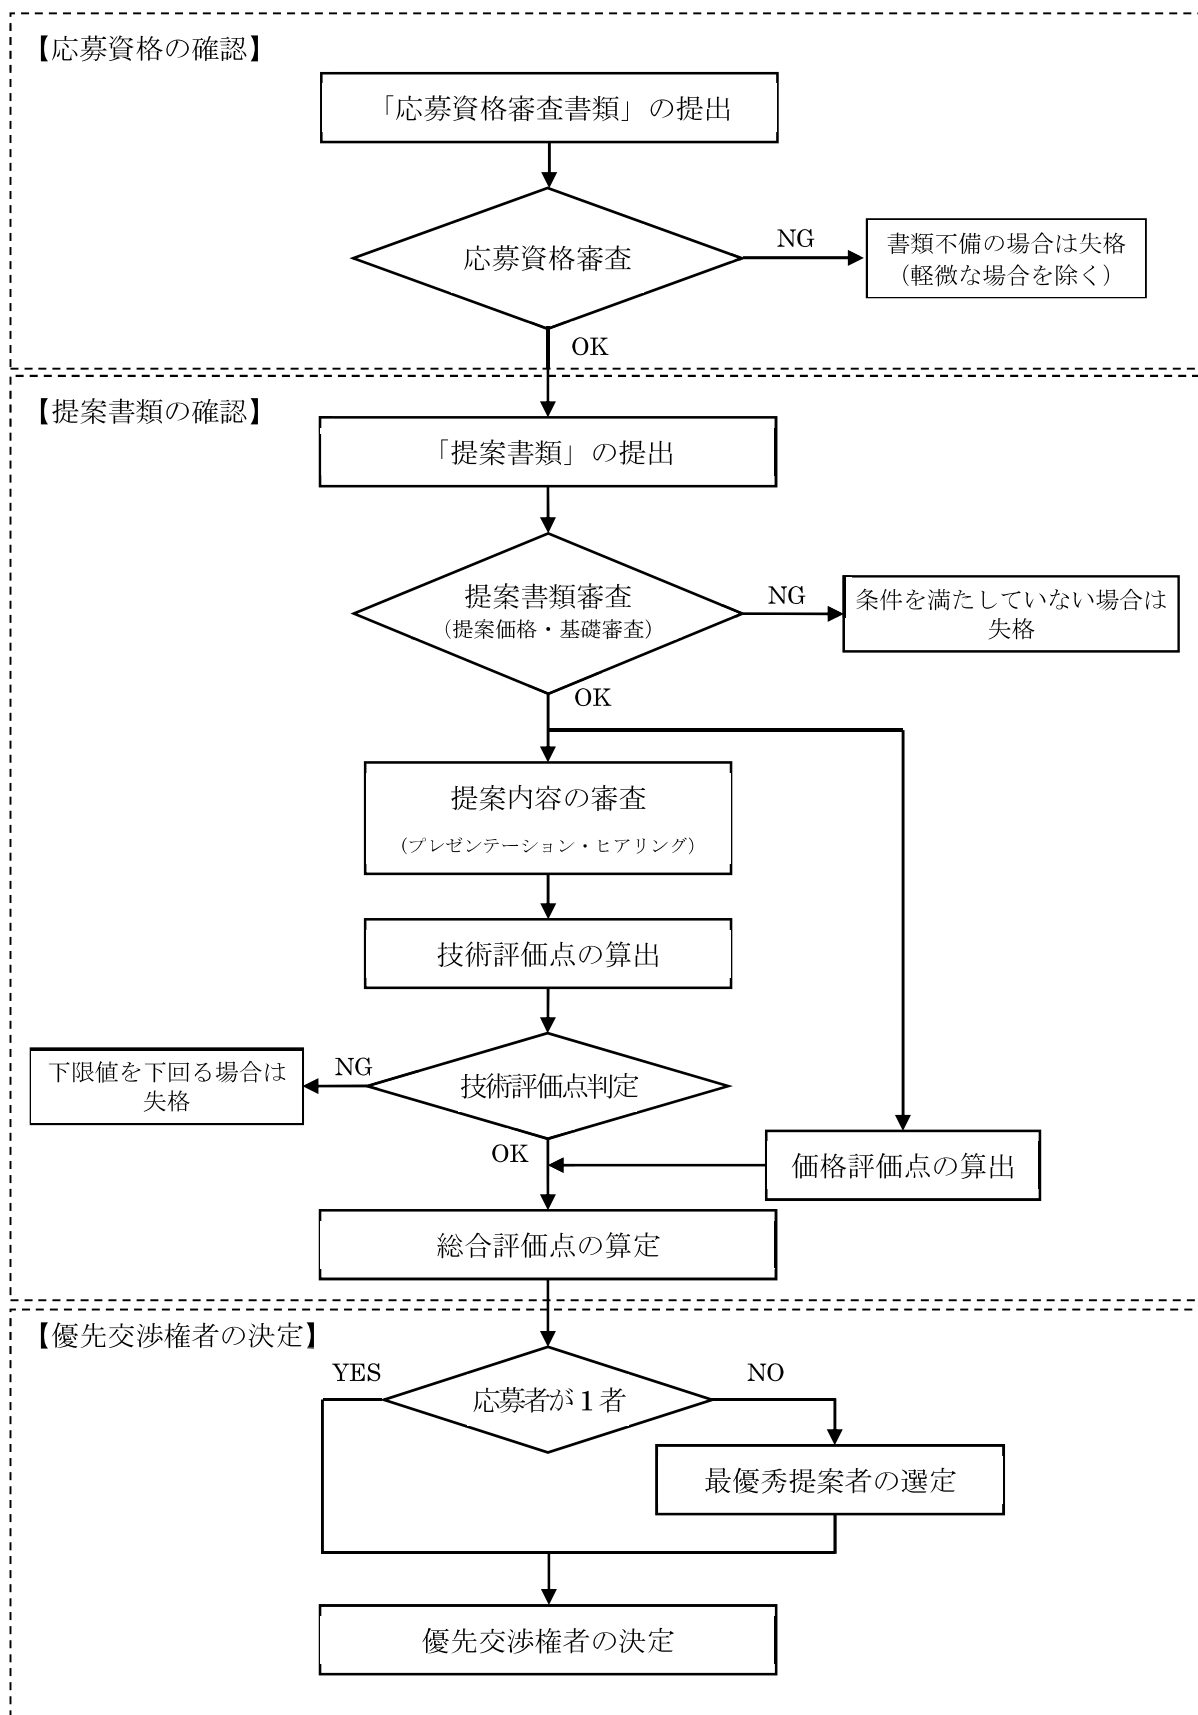 【応募資格の確認】
「応募資格審査書類」の提出
応募資格審査
NG
書類不備の場合は失格
（軽微な場合を除く）
OK
【提案書類の確認】
「提案書類」の提出
提案書類審査
（提案価格・基礎審査）
NG
条件を満たしていない場合は
失格
OK
提案内容の審査
（プレゼンテーション・ヒアリング）
技術評価点の算出
技術評価点判定
NG
下限値を下回る場合は
失格
OK
価格評価点の算出
総合評価点の算定
【優先交渉権者の決定】
YES
応募者が１者
NO
最優秀提案者の選定
優先交渉権者の決定